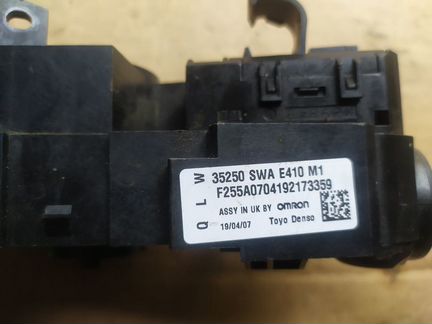 35250 SWA E410 M1
F255A0704192173359
ASSY IN UK BY OMRON
19/04/07 Toyo Denso
Q L W